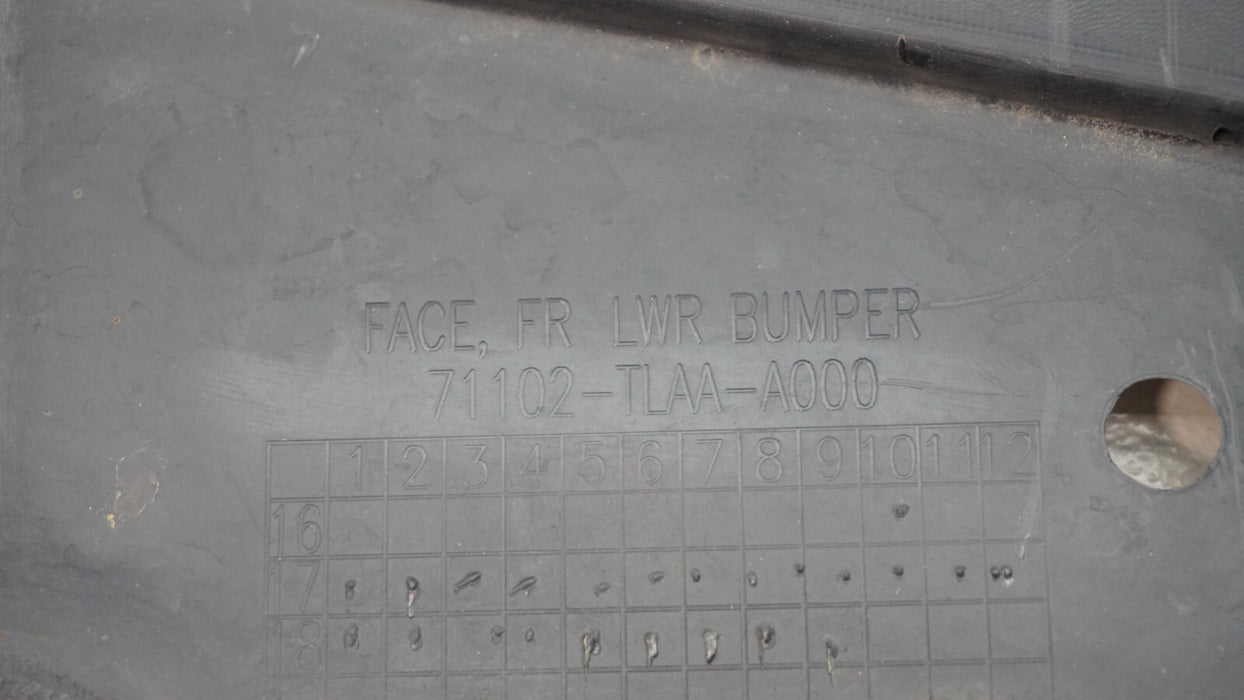 FACE, FR LWR BUMPER
71102-TLAA-A000
1 2 3 4 5 6 7 8 9 10 11 12
16
17
18